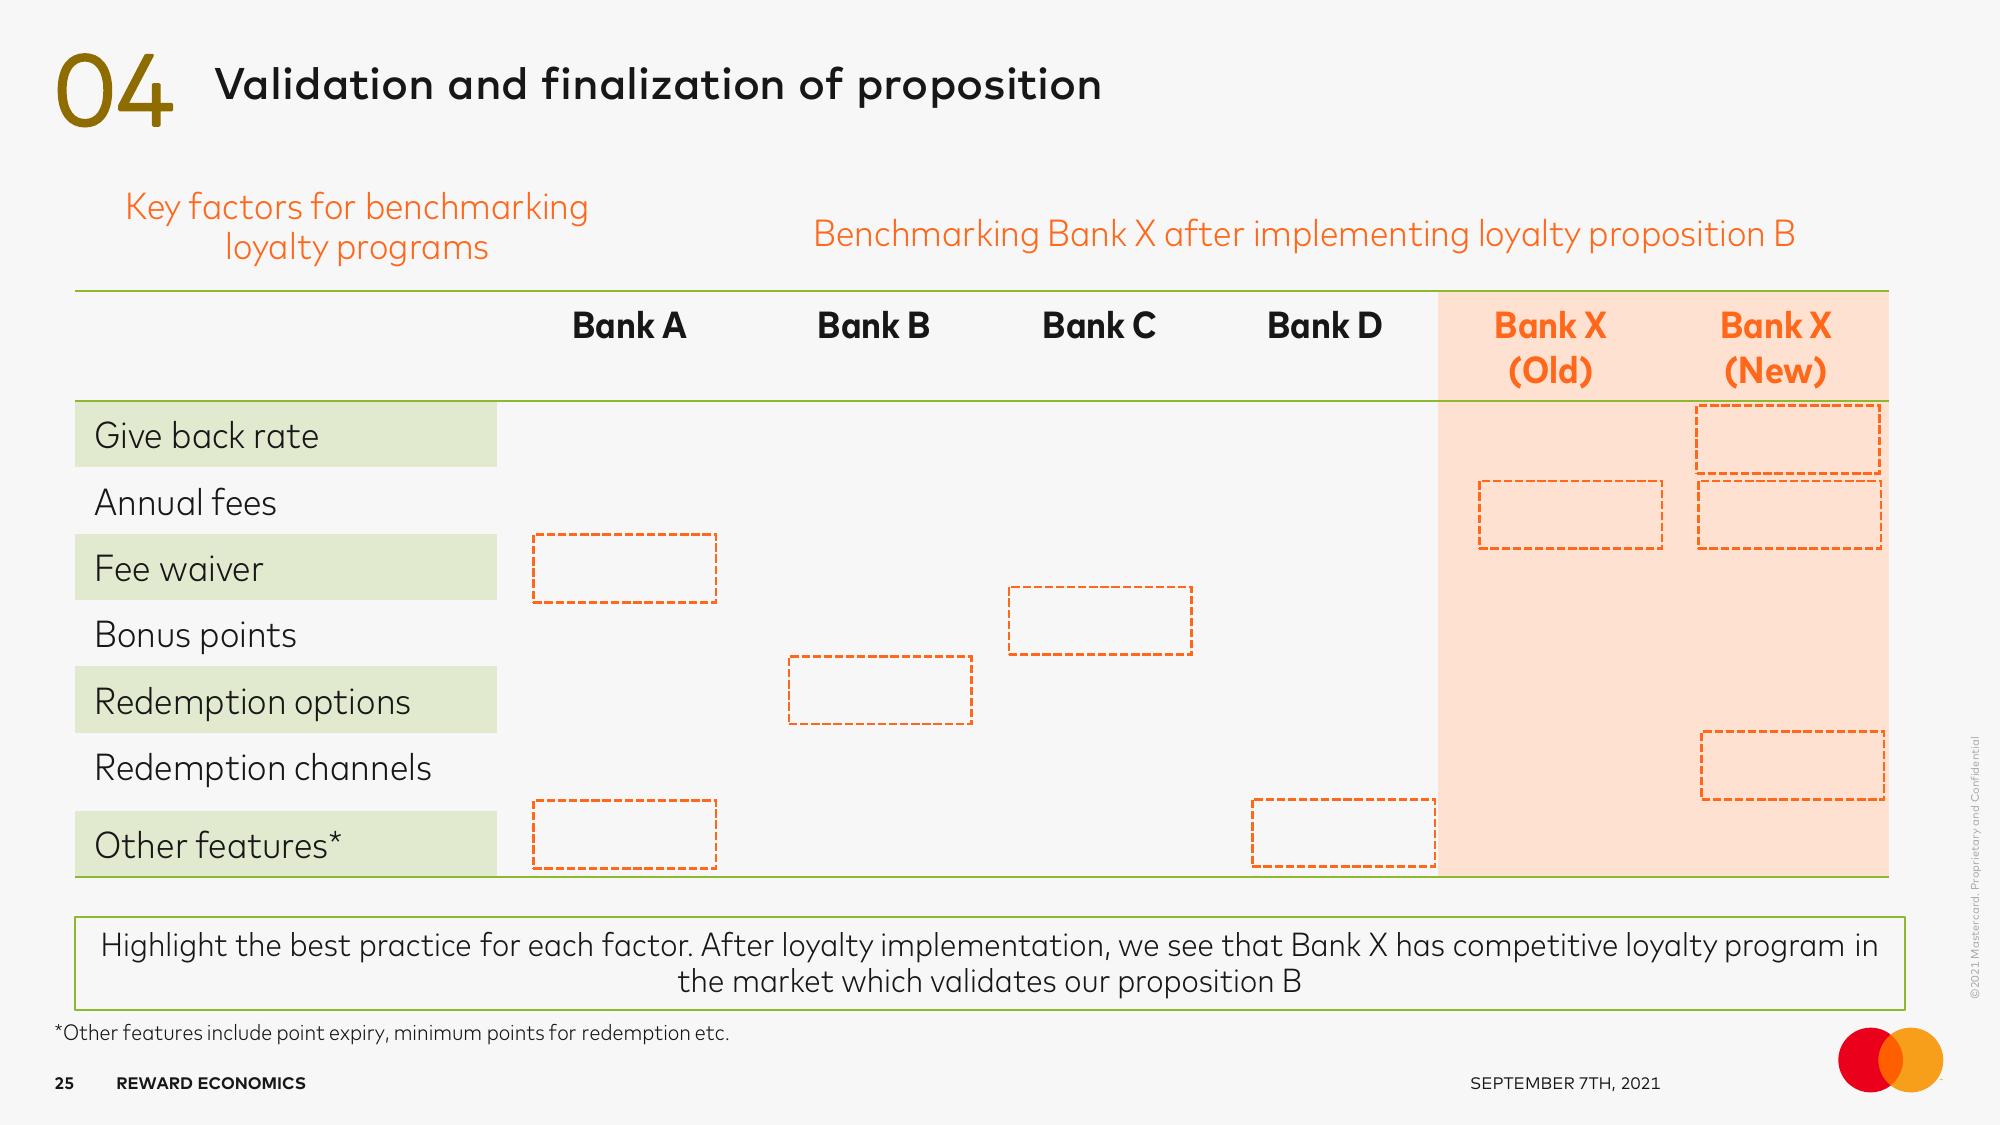 04
Validation and finalization of proposition
Key factors for benchmarking
loyalty programs
Benchmarking Bank X after implementing loyalty proposition B
Bank A
Bank B
Bank C
Bank D
Bank X
(Old)
Bank X
(New)
Give back rate
Annual fees
Fee waiver
Bonus points
Redemption options
Redemption channels
Other features*
Highlight the best practice for each factor. After loyalty implementation, we see that Bank X has competitive loyalty program in
the market which validates our proposition B
*Other features include point expiry, minimum points for redemption etc.
25
REWARD ECONOMICS
SEPTEMBER 7TH, 2021
©2021 Mastercard. Proprietary and Confidential